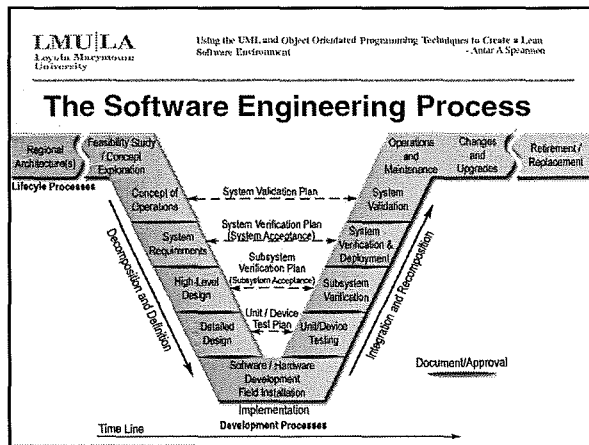 LMU|LA
Loyola Marymount
University
Using the UML and Object Orientated Programming Techniques to Create a Lean
Software Environment - Antar A Spearmon
The Software Engineering Process
Regional
Architecture(s)
Feasibility Study
/ Concept
Exploration
Operations
and
Maintenance
Changes
and
Upgrades
Retirement /
Replacement
Lifecyle Processes
Concept of
Operations
System Validation Plan
System
Validation
System
Requirements
System Verification Plan
(System Acceptance)
System
Verification &
Deployment
High-Level
Design
Subsystem
Verification Plan
(Subsystem Acceptance)
Subsystem
Verification
Detailed
Design
Unit / Device
Test Plan
Unit/Device
Testing
Decomposition and Definition
Integration and Recomposition
Software / Hardware
Development
Field Installation
Implementation
Document/Approval
Time Line
Development Processes